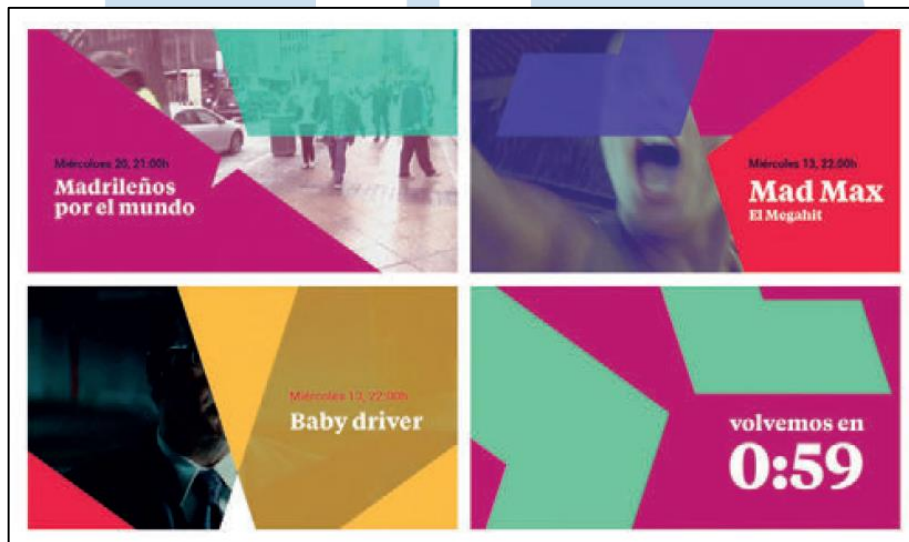 Miércoloes 20, 21:00h
Madrileños
por el mundo
Miércoles 13, 22:00h
Mad Max
El Megahit
Miércoles 13, 22:00h
Baby driver
volvemos en
0:59